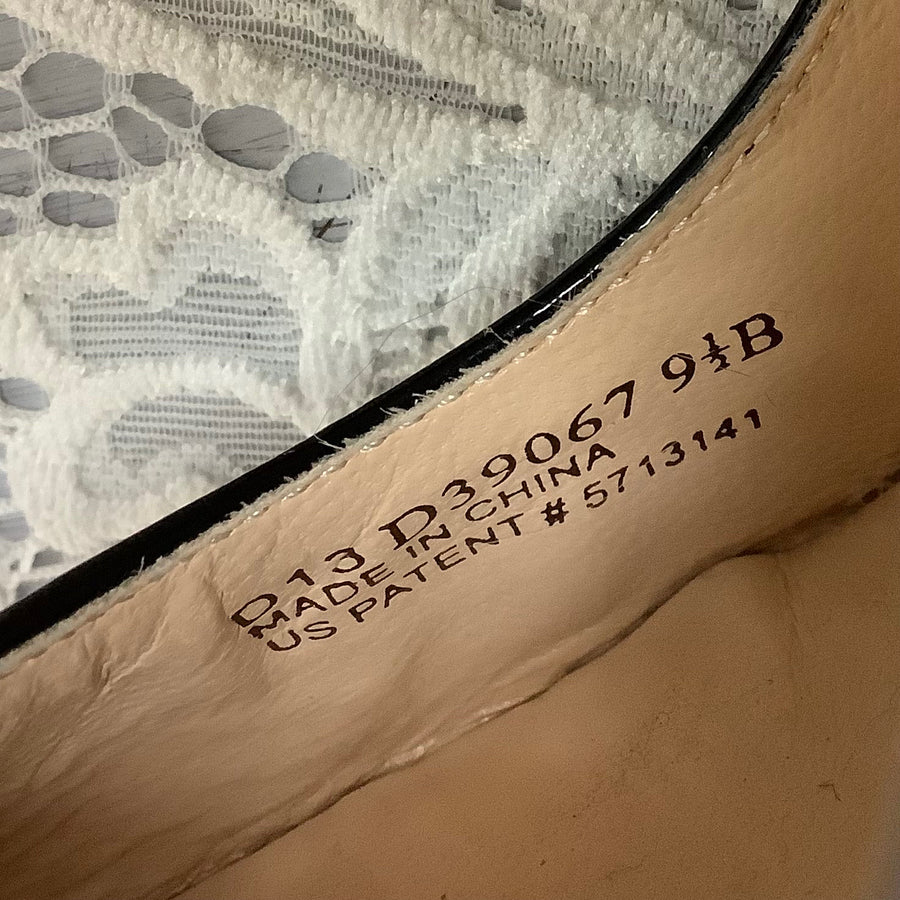 D13 D39067 9½B
MADE IN CHINA
US PATENT # 5713141